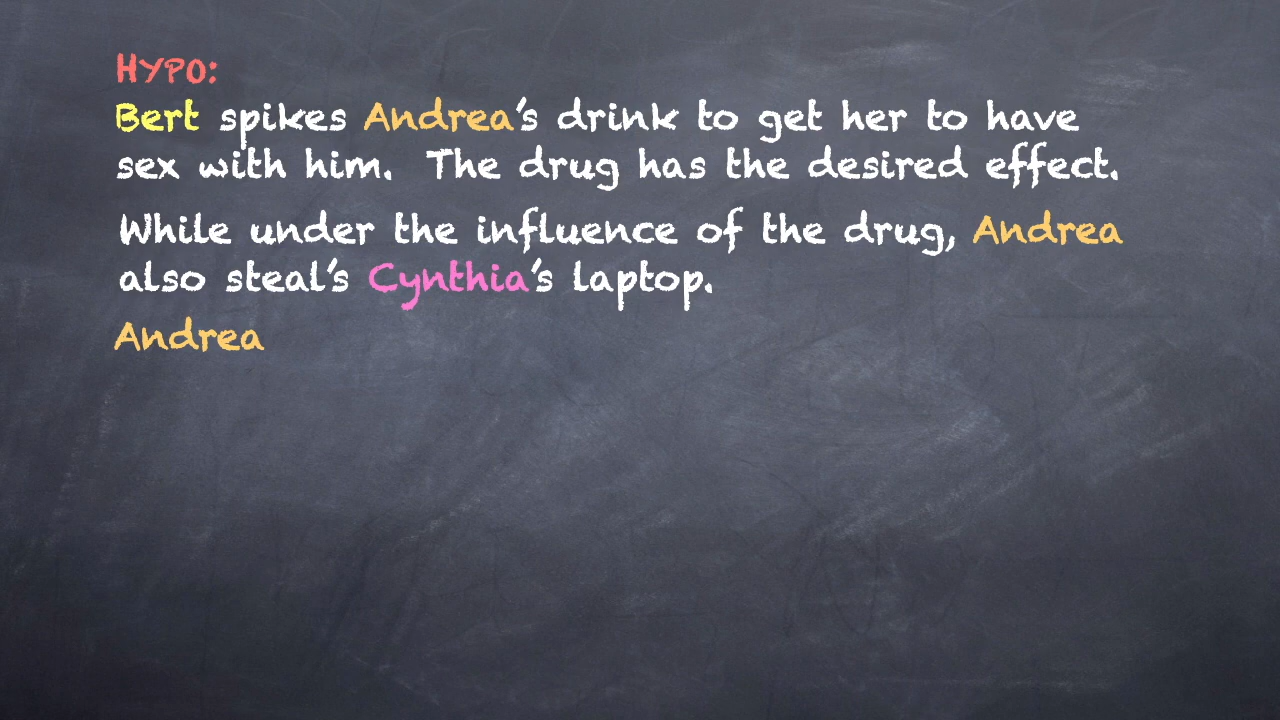 HYPO:
Bert spikes Andrea's drink to get her to have
sex with him. The drug has the desired effect.
While under the influence of the drug, Andrea
also steal's Cynthia's laptop.
Andrea